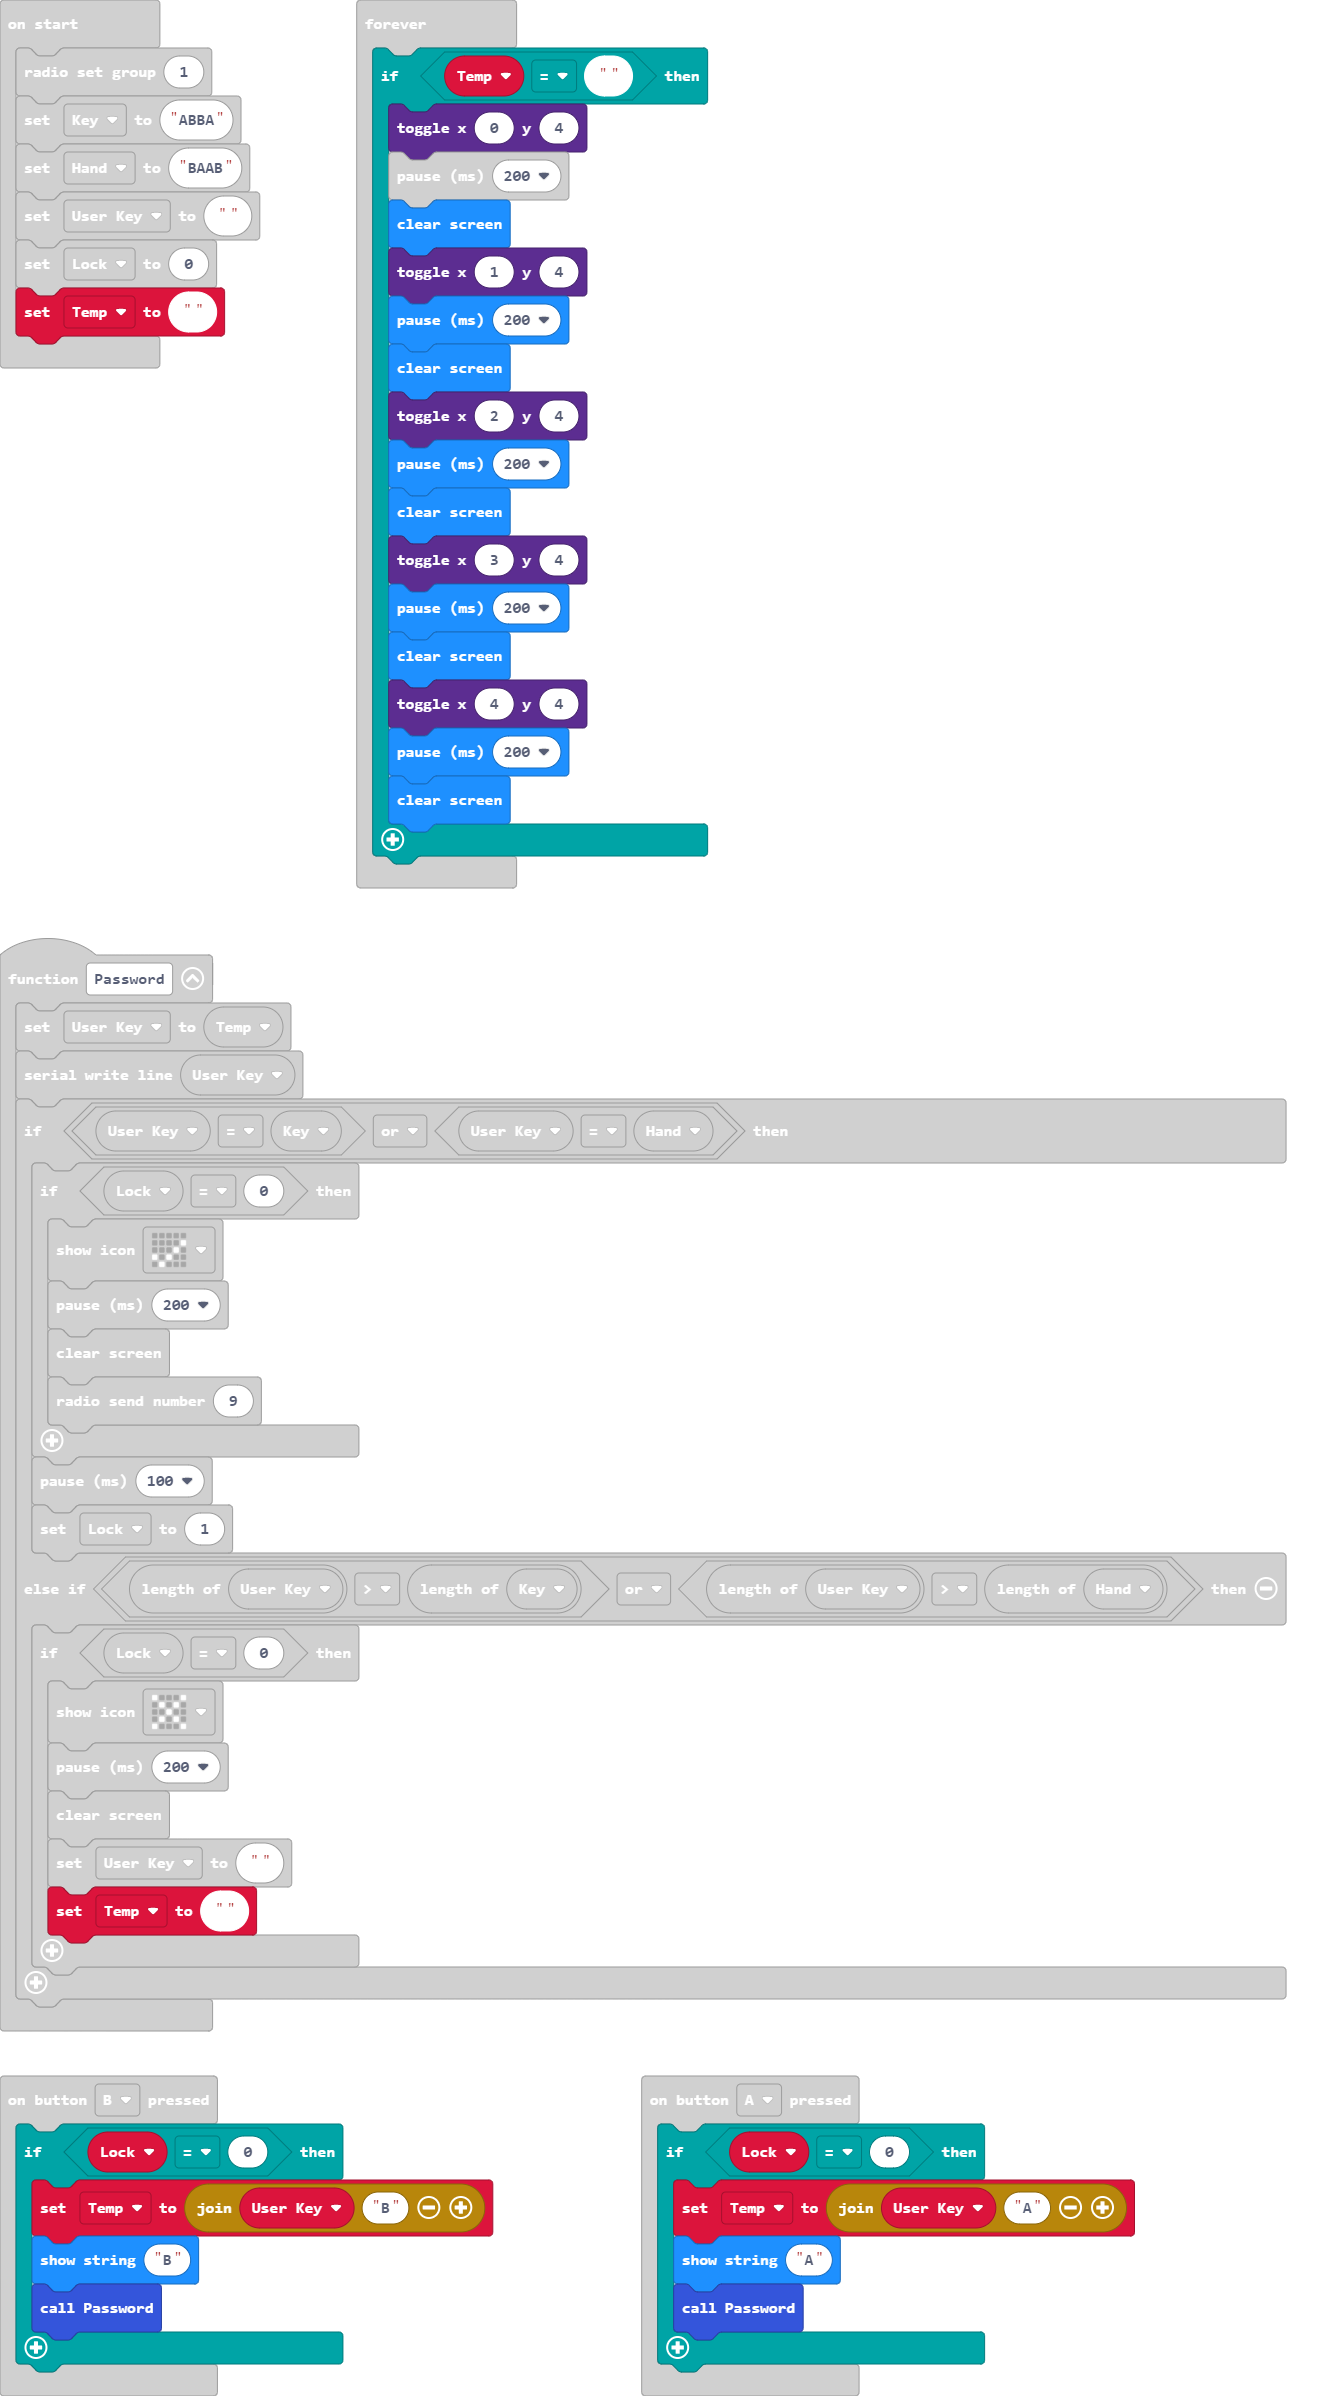 on start
radio set group 1
set Key to "ABBA"
set Hand to "BAAB"
set User Key to " "
set Lock to 0
set Temp to " "
forever
if Temp = " " then
toggle x 0 y 4
pause (ms) 200
clear screen
toggle x 1 y 4
pause (ms) 200
clear screen
toggle x 2 y 4
pause (ms) 200
clear screen
toggle x 3 y 4
pause (ms) 200
clear screen
toggle x 4 y 4
pause (ms) 200
clear screen
function Password
set User Key to Temp
serial write line User Key
if User Key = Key or User Key = Hand then
if Lock = 0 then
show icon
pause (ms) 200
clear screen
radio send number 9
pause (ms) 100
set Lock to 1
else if length of User Key > length of Key or length of User Key > length of Hand then
if Lock = 0 then
show icon
pause (ms) 200
clear screen
set User Key to " "
set Temp to " "
on button B pressed
if Lock = 0 then
set Temp to join User Key "B"
show string "B"
call Password
on button A pressed
if Lock = 0 then
set Temp to join User Key "A"
show string "A"
call Password